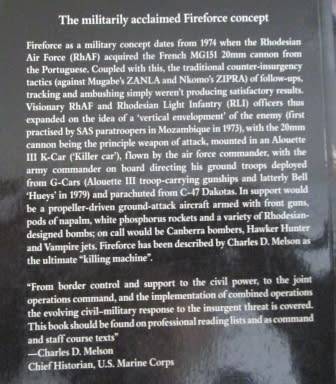 The militarily acclaimed Fireforce concept
Fireforce as a military concept dates from 1974 when the Rhodesian
Air Force (RhAF) acquired the French MG151 20mm cannon from
the Portuguese. Coupled with this, the traditional counter-insurgency
tactics (against Mugabe's ZANLA and Nkomo's ZIPRA) of follow-ups,
tracking and ambushing simply weren't producing satisfactory results.
Visionary RhAF and Rhodesian Light Infantry (RLI) officers thus
expanded on the idea of a 'vertical envelopment' of the enemy (first
practised by SAS paratroopers in Mozambique in 1973), with the 20mm
cannon being the principle weapon of attack, mounted in an Alouette
III K-Car ('Killer car'), flown by the air force commander, with the
army commander on board directing his ground troops deployed
from G-Cars (Alouette III troop-carrying gunships and latterly Bell
'Hueys' in 1979) and parachuted from C-47 Dakotas. In support would
be a propeller-driven ground-attack aircraft armed with front guns,
pods of napalm, white phosphorus rockets and a variety of Rhodesian-
designed bombs; on call would be Canberra bombers, Hawker Hunter
and Vampire jets. Fireforce has been described by Charles D. Melson as
the ultimate "killing machine".
"From border control and support to the civil power, to the joint
operations command, and the implementation of combined operations
the evolving civil–military response to the insurgent threat is covered.
This book should be found on professional reading lists and as command
and staff course texts"
—Charles D. Melson
Chief Historian, U.S. Marine Corps